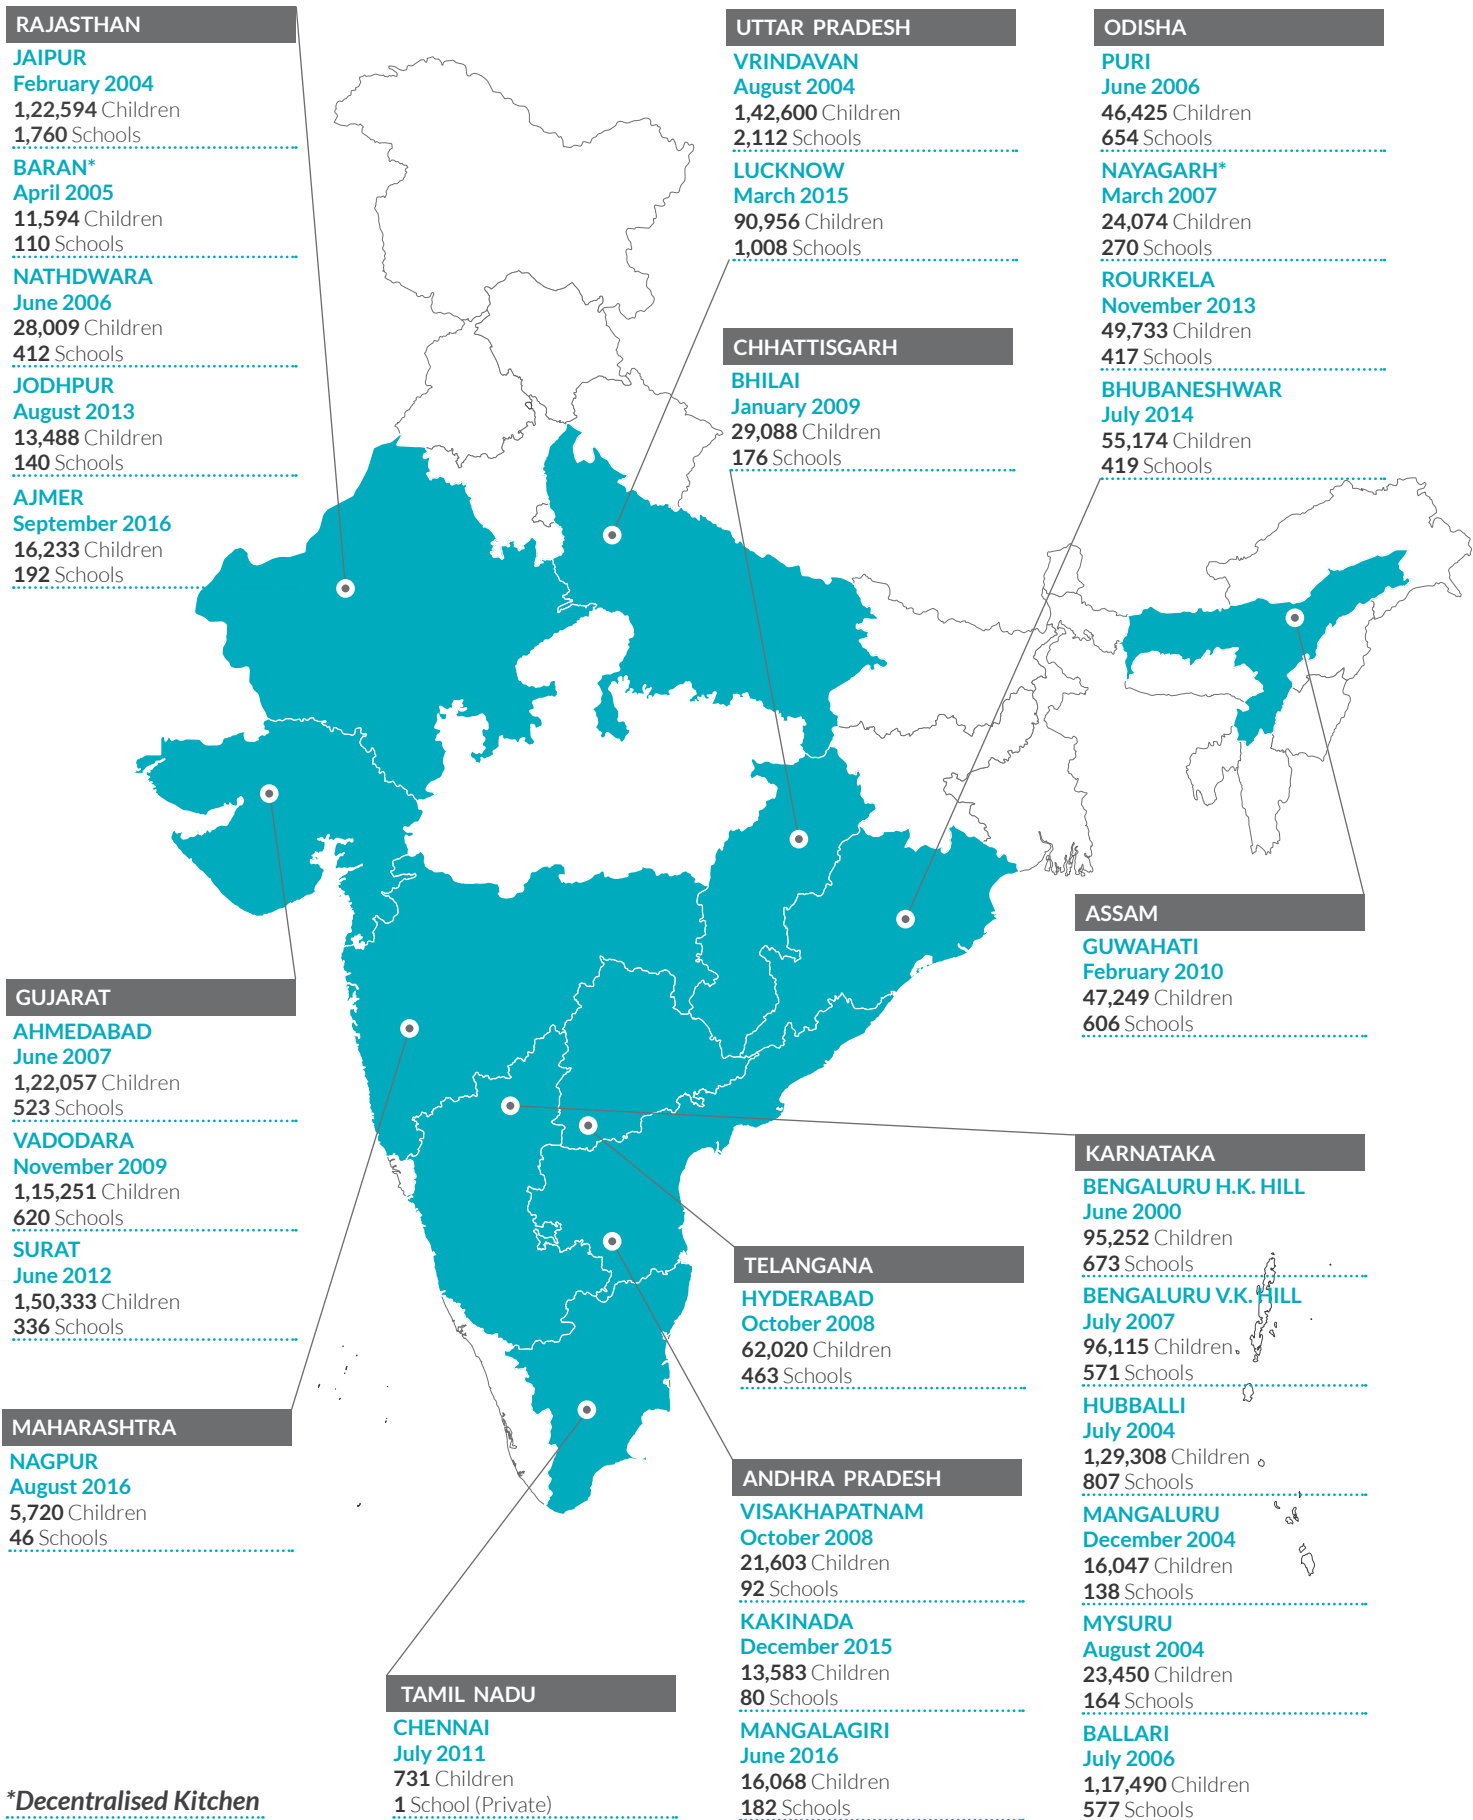 RAJASTHAN
JAIPUR
February 2004
1,22,594 Children
1,760 Schools
BARAN*
April 2005
11,594 Children
110 Schools
NATHDWARA
June 2006
28,009 Children
412 Schools
JODHPUR
August 2013
13,488 Children
140 Schools
AJMER
September 2016
16,233 Children
192 Schools
UTTAR PRADESH
VRINDAVAN
August 2004
1,42,600 Children
2,112 Schools
LUCKNOW
March 2015
90,956 Children
1,008 Schools
ODISHA
PURI
June 2006
46,425 Children
654 Schools
NAYAGARH*
March 2007
24,074 Children
270 Schools
ROURKELA
November 2013
49,733 Children
417 Schools
BHUBANESHWAR
July 2014
55,174 Children
419 Schools
CHHATTISGARH
BHILAI
January 2009
29,088 Children
176 Schools
ASSAM
GUWAHATI
February 2010
47,249 Children
606 Schools
GUJARAT
AHMEDABAD
June 2007
1,22,057 Children
523 Schools
VADODARA
November 2009
1,15,251 Children
620 Schools
SURAT
June 2012
1,50,333 Children
336 Schools
MAHARASHTRA
NAGPUR
August 2016
5,720 Children
46 Schools
TELANGANA
HYDERABAD
October 2008
62,020 Children
463 Schools
KARNATAKA
BENGALURU H.K. HILL
June 2000
95,252 Children
673 Schools
BENGALURU V.K. HILL
July 2007
96,115 Children
571 Schools
HUBBALLI
July 2004
1,29,308 Children
807 Schools
MANGALURU
December 2004
16,047 Children
138 Schools
MYSURU
August 2004
23,450 Children
164 Schools
BALLARI
July 2006
1,17,490 Children
577 Schools
ANDHRA PRADESH
VISAKHAPATNAM
October 2008
21,603 Children
92 Schools
KAKINADA
December 2015
13,583 Children
80 Schools
MANGALAGIRI
June 2016
16,068 Children
182 Schools
TAMIL NADU
CHENNAI
July 2011
731 Children
1 School (Private)
*Decentralised Kitchen